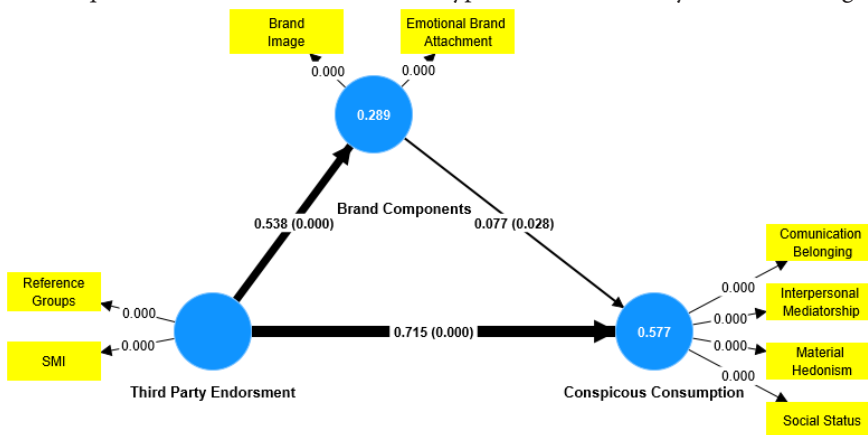 Brand
Image
Emotional Brand
Attachment
0.000
0.000
0.289
Brand Components
0.538 (0.000)
0.077 (0.028)
Reference
Groups
SMI
0.000
0.000
Third Party Endorsment
0.715 (0.000)
0.577
Conspicous Consumption
Comunication
Belonging
Interpersonal
Mediatorship
Material
Hedonism
Social Status
0.000
0.000
0.000
0.000